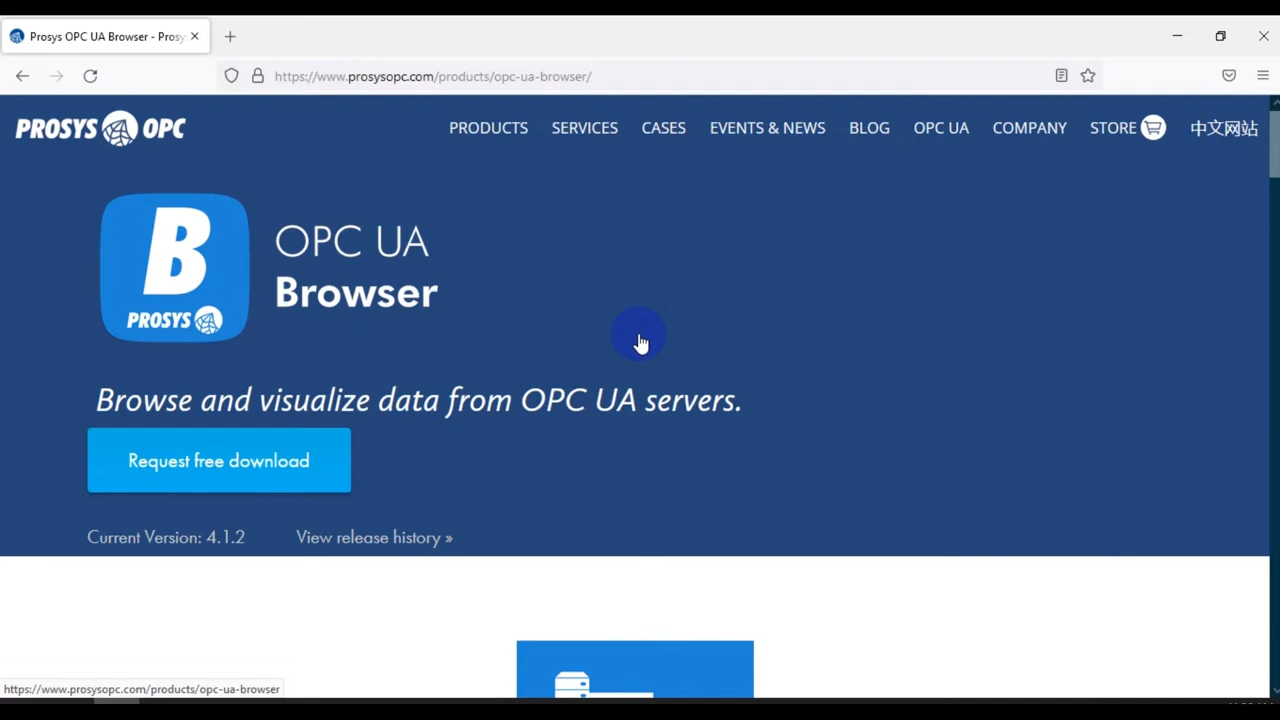 Prosys OPC UA Browser - Prosy
https://www.prosysopc.com/products/opc-ua-browser/
PROSYS OPC
PRODUCTS
SERVICES
CASES
EVENTS & NEWS
BLOG
OPC UA
COMPANY
STORE
中文网站
B
PROSYS
OPC UA
Browser
Browse and visualize data from OPC UA servers.
Request free download
Current Version: 4.1.2
View release history »
https://www.prosysopc.com/products/opc-ua-browser